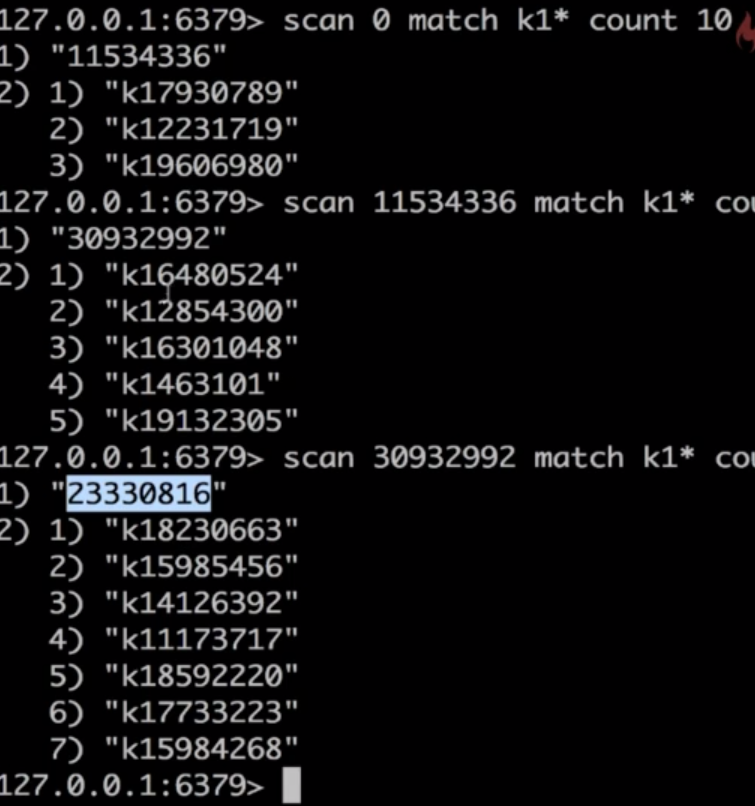 127.0.0.1:6379> scan 0 match k1* count 10
1) "11534336"
2) 1) "k17930789"
2) "k12231719"
3) "k19606980"
127.0.0.1:6379> scan 11534336 match k1* cou
1) "30932992"
2) 1) "k16480524"
2) "k12854300"
3) "k16301048"
4) "k1463101"
5) "k19132305"
127.0.0.1:6379> scan 30932992 match k1* cou
1) "23330816"
2) 1) "k18230663"
2) "k15985456"
3) "k14126392"
4) "k11173717"
5) "k18592220"
6) "k17733223"
7) "k15984268"
127.0.0.1:6379>